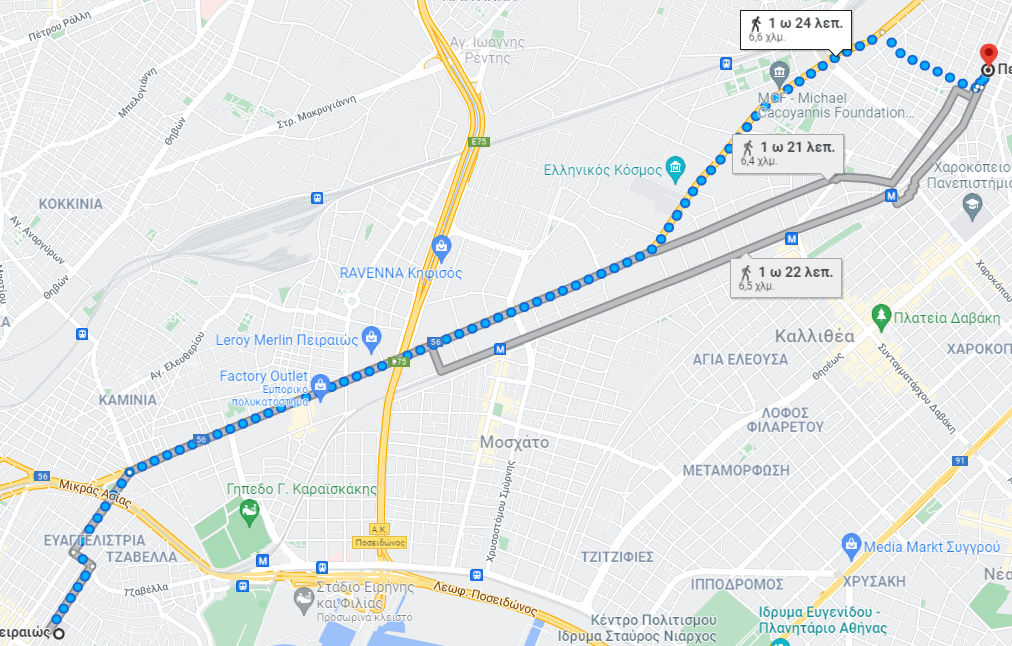 Πέτρου Ράλλη
Αγ. Ιωάννης
Ρέντης
1 ω 24 λεπ.
6,6 χλμ.
Μπελογιάννη
Θηβών
Στρ. Μακρυγιάννη
E75
MCF - Michael
Cacoyannis Foundation...
Πε
1 ω 21 λεπ.
6,4 χλμ.
Ελληνικός Κόσμος
Χαροκόπειο
Πανεπιστήμιο
ΚΟΚΚΙΝΙΑ
M
Αγ. Αναργύρων
Θηβών
M
RAVENNA Κηφισός
1 ω 22 λεπ.
6,5 χλμ.
Χαροκόπου
Πλατεία Δαβάκη
Καλλιθέα
Leroy Merlin Πειραιώς
56
M
Αγ. Ελευθερίου
E75
ΑΓΙΑ ΕΛΕΟΥΣΑ
Θησέως
Συνταγματάρχου Δαβάκη
ΧΑΡΟΚΟΠ
Factory Outlet
Εμπορικό
πολυκατάστημα
ΚΑΜΙΝΙΑ
ΛΟΦΟΣ
ΦΙΛΑΡΕΤΟΥ
56
Μοσχάτο
91
56
Μικράς Ασίας
ΜΕΤΑΜΟΡΦΩΣΗ
Γηπεδο Γ. Καραϊσκάκης
Χρυσοστόμου Σμύρνης
Α.Κ.
Ποσειδώνος
ΕΥΑΓΓΕΛΙΣΤΡΙΑ
ΤΖΑΒΕΛΛΑ
M
ΤΖΙΤΖΙΦΙΕΣ
Media Markt Συγγρού
Τζαβέλλα
Στάδιο Ειρήνης
και Φιλίας
Προσωρινά κλειστό
Λεωφ. Ποσειδώνος
ΙΠΠΟΔΡΟΜΟΣ
ΧΡΥΣΑΚΗ
Νέα
Κέντρο Πολιτισμού
Ίδρυμα Σταύρος Νιάρχος
Ίδρυμα Ευγενίδου -
Πλανητάριο Αθήνας
ειραιώς